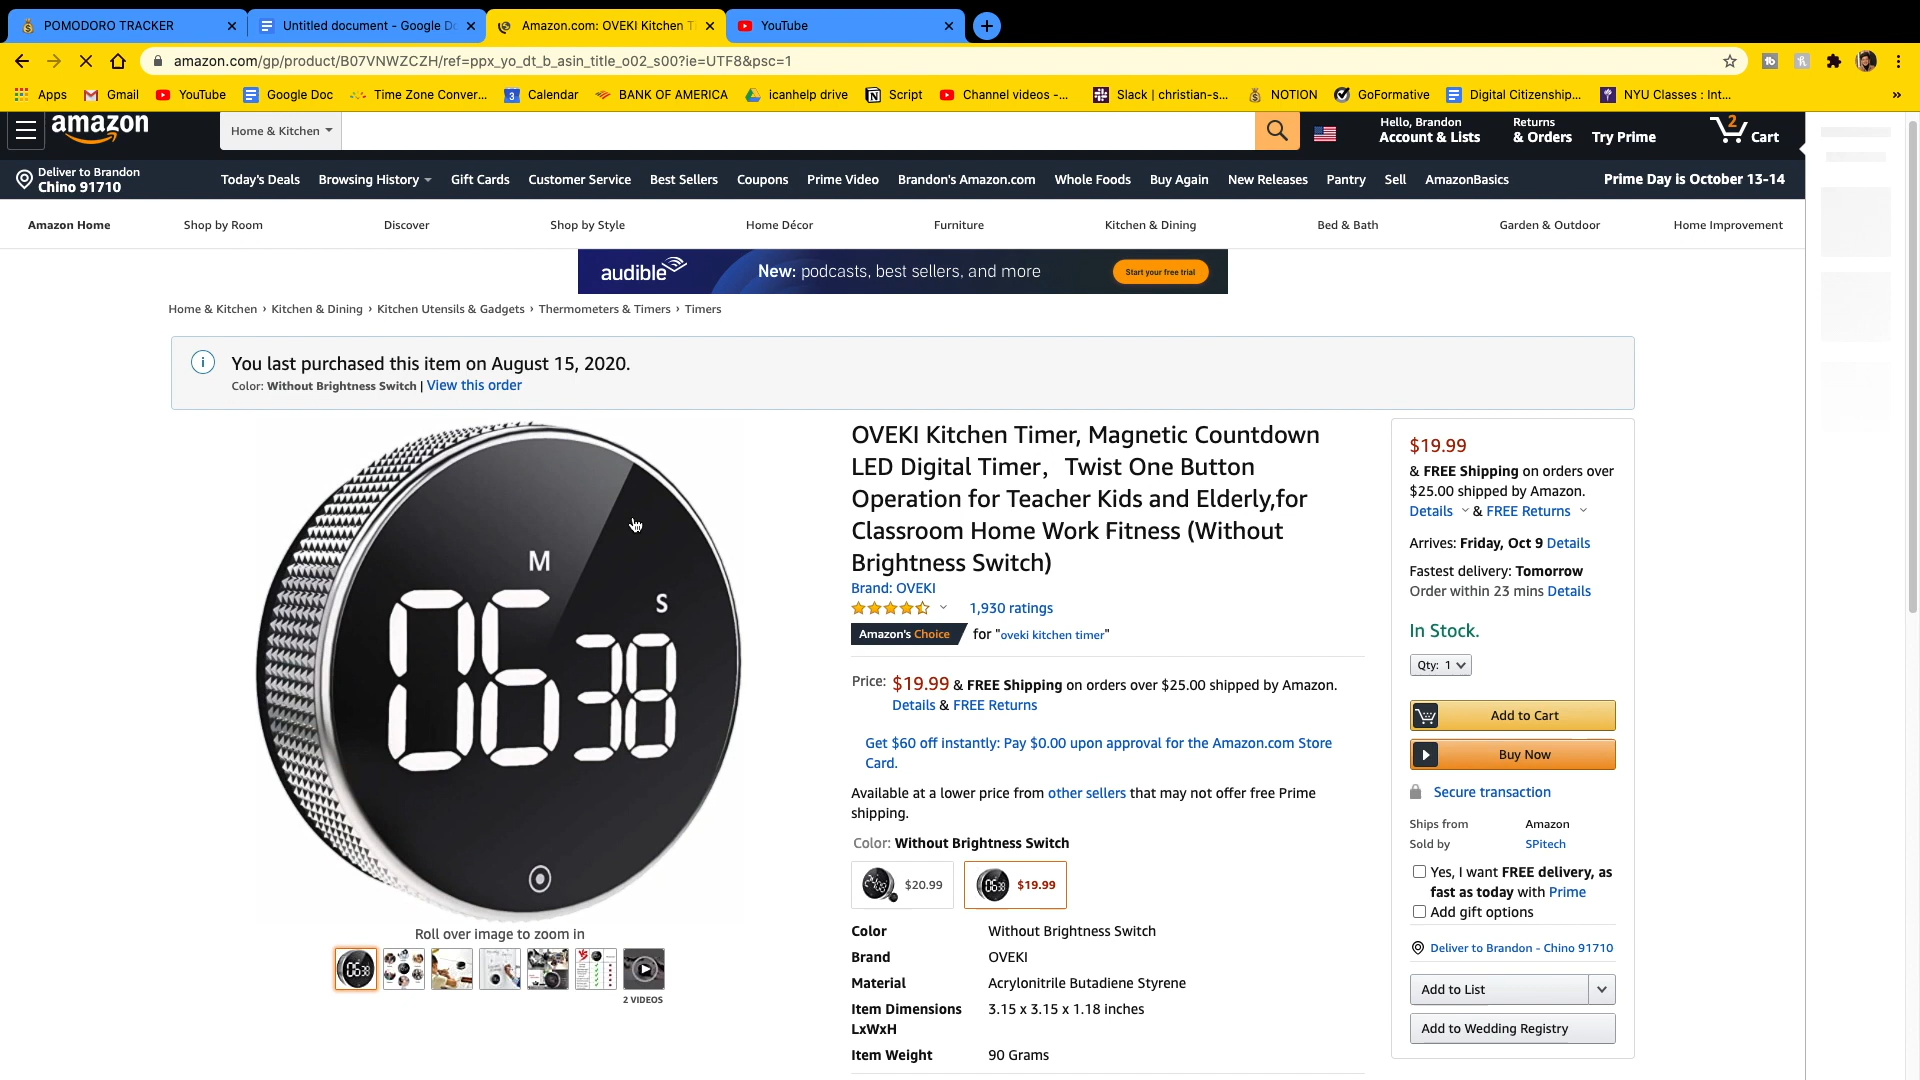 POMODORO TRACKER
Untitled document - Google Do
Amazon.com: OVEKI Kitchen Ti
YouTube
amazon.com/gp/product/B07VNWZCZH/ref=ppx_yo_dt_b_asin_title_o02_s00?ie=UTF8&psc=1
Apps
Gmail
YouTube
Google Doc
Time Zone Conver...
3
Calendar
BANK OF AMERICA
icanhelp drive
Script
Channel videos -...
Slack | christian-s...
NOTION
GoFormative
Digital Citizenship...
NYU Classes : Int...
»
amazon
Home & Kitchen
Hello, Brandon
Account & Lists
Returns
& Orders
Try Prime
2
Cart
Deliver to Brandon
Chino 91710
Today's Deals
Browsing History
Gift Cards
Customer Service
Best Sellers
Coupons
Prime Video
Brandon's Amazon.com
Whole Foods
Buy Again
New Releases
Pantry
Sell
AmazonBasics
Prime Day is October 13-14
Amazon Home
Shop by Room
Discover
Shop by Style
Home Décor
Furniture
Kitchen & Dining
Bed & Bath
Garden & Outdoor
Home Improvement
audible
New: podcasts, best sellers, and more
Start your free trial
Home & Kitchen › Kitchen & Dining › Kitchen Utensils & Gadgets › Thermometers & Timers › Timers
You last purchased this item on August 15, 2020.
Color: Without Brightness Switch | View this order
M
S
06 38
Roll over image to zoom in
2 VIDEOS
OVEKI Kitchen Timer, Magnetic Countdown
LED Digital Timer，Twist One Button
Operation for Teacher Kids and Elderly,for
Classroom Home Work Fitness (Without
Brightness Switch)
Brand: OVEKI
1,930 ratings
Amazon's Choice for "oveki kitchen timer"
Price: $19.99 & FREE Shipping on orders over $25.00 shipped by Amazon.
Details & FREE Returns
Get $60 off instantly: Pay $0.00 upon approval for the Amazon.com Store
Card.
Available at a lower price from other sellers that may not offer free Prime
shipping.
Color: Without Brightness Switch
$20.99
$19.99
Color Without Brightness Switch
Brand OVEKI
Material Acrylonitrile Butadiene Styrene
Item Dimensions 3.15 x 3.15 x 1.18 inches
LxWxH
Item Weight 90 Grams
$19.99
& FREE Shipping on orders over
$25.00 shipped by Amazon.
Details & FREE Returns
Arrives: Friday, Oct 9 Details
Fastest delivery: Tomorrow
Order within 23 mins Details
In Stock.
Qty: 1
Add to Cart
Buy Now
Secure transaction
Ships from Amazon
Sold by SPitech
Yes, I want FREE delivery, as
fast as today with Prime
Add gift options
Deliver to Brandon - Chino 91710
Add to List
Add to Wedding Registry